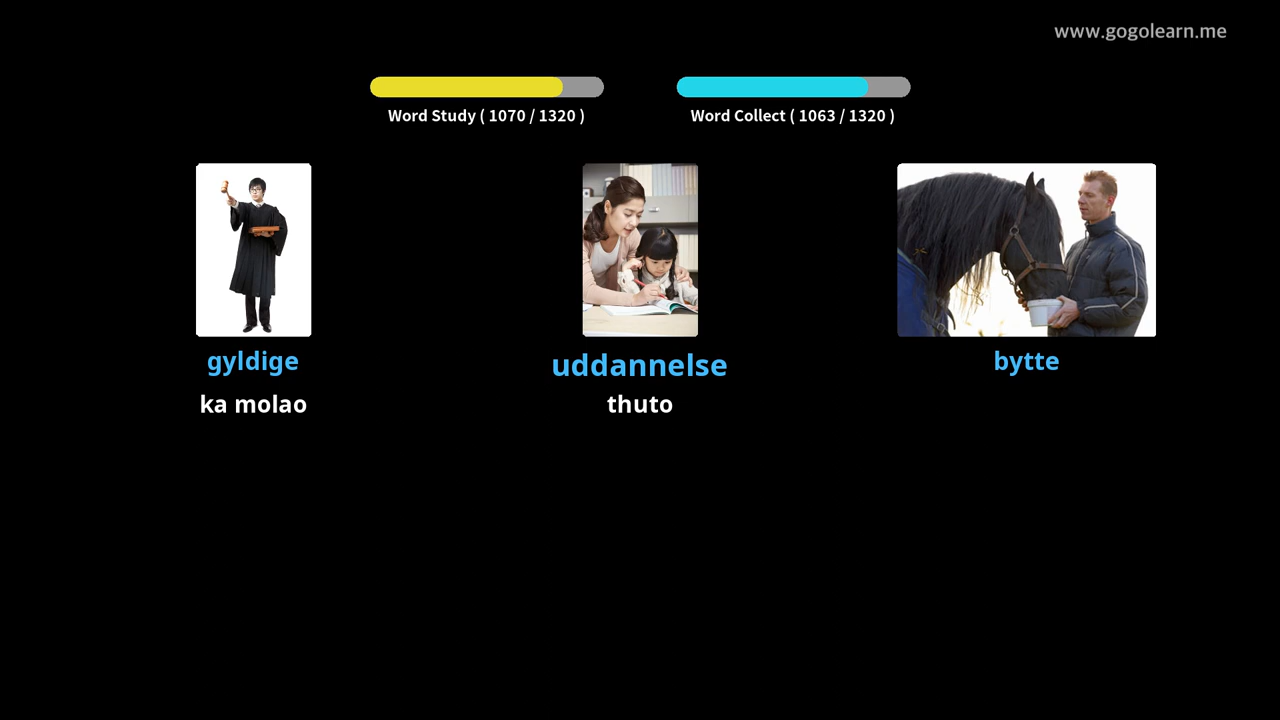 www.gogolearn.me
Word Study ( 1070 / 1320 )
Word Collect ( 1063 / 1320 )
gyldige
uddannelse
bytte
ka molao
thuto